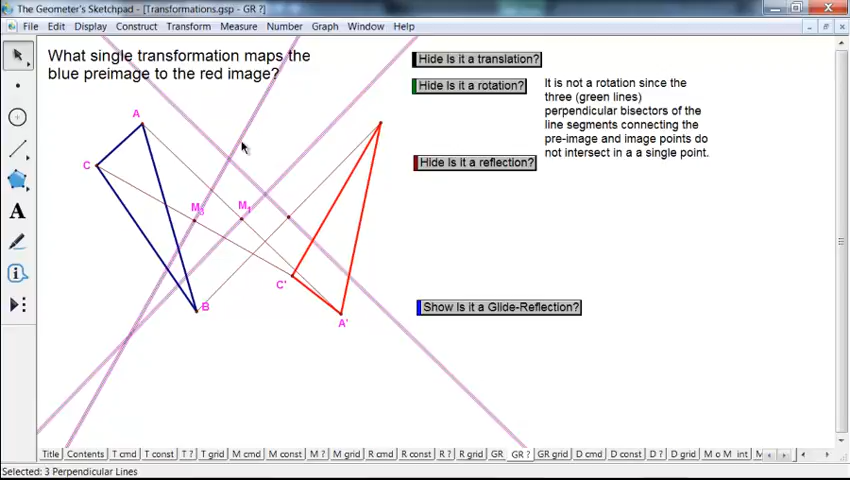 The Geometer's Sketchpad - [Transformations.gsp - GR ?]
File Edit Display Construct Transform Measure Number Graph Window Help
What single transformation maps the
blue preimage to the red image?
Hide Is it a translation?
Hide Is it a rotation?
It is not a rotation since the
three (green lines)
perpendicular bisectors of the
line segments connecting the
pre-image and image points do
not intersect in a a single point.
Hide Is it a reflection?
A
C
M3
M1
C'
B
A'
Show Is it a Glide-Reflection?
Title Contents T cmd T const T ? T grid M cmd M const M ? M grid R cmd R const R ? R grid GR GR ? GR grid D cmd D const D ? D grid M o M int
Selected: 3 Perpendicular Lines